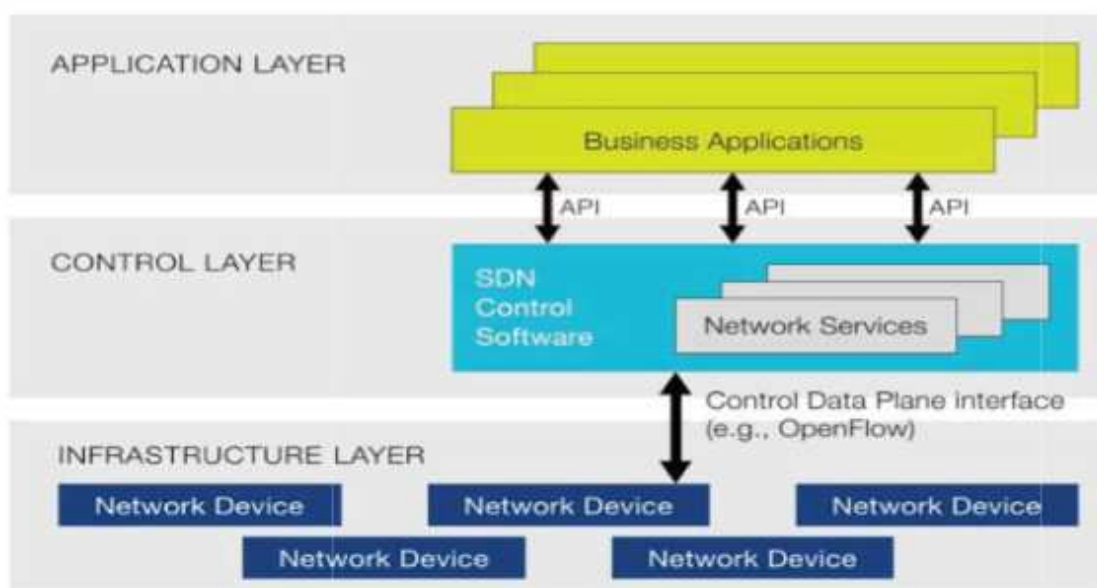 APPLICATION LAYER
Business Applications
API
API
API
CONTROL LAYER
SDN
Control
Software
Network Services
Control Data Plane interface
(e.g., OpenFlow)
INFRASTRUCTURE LAYER
Network Device
Network Device
Network Device
Network Device
Network Device